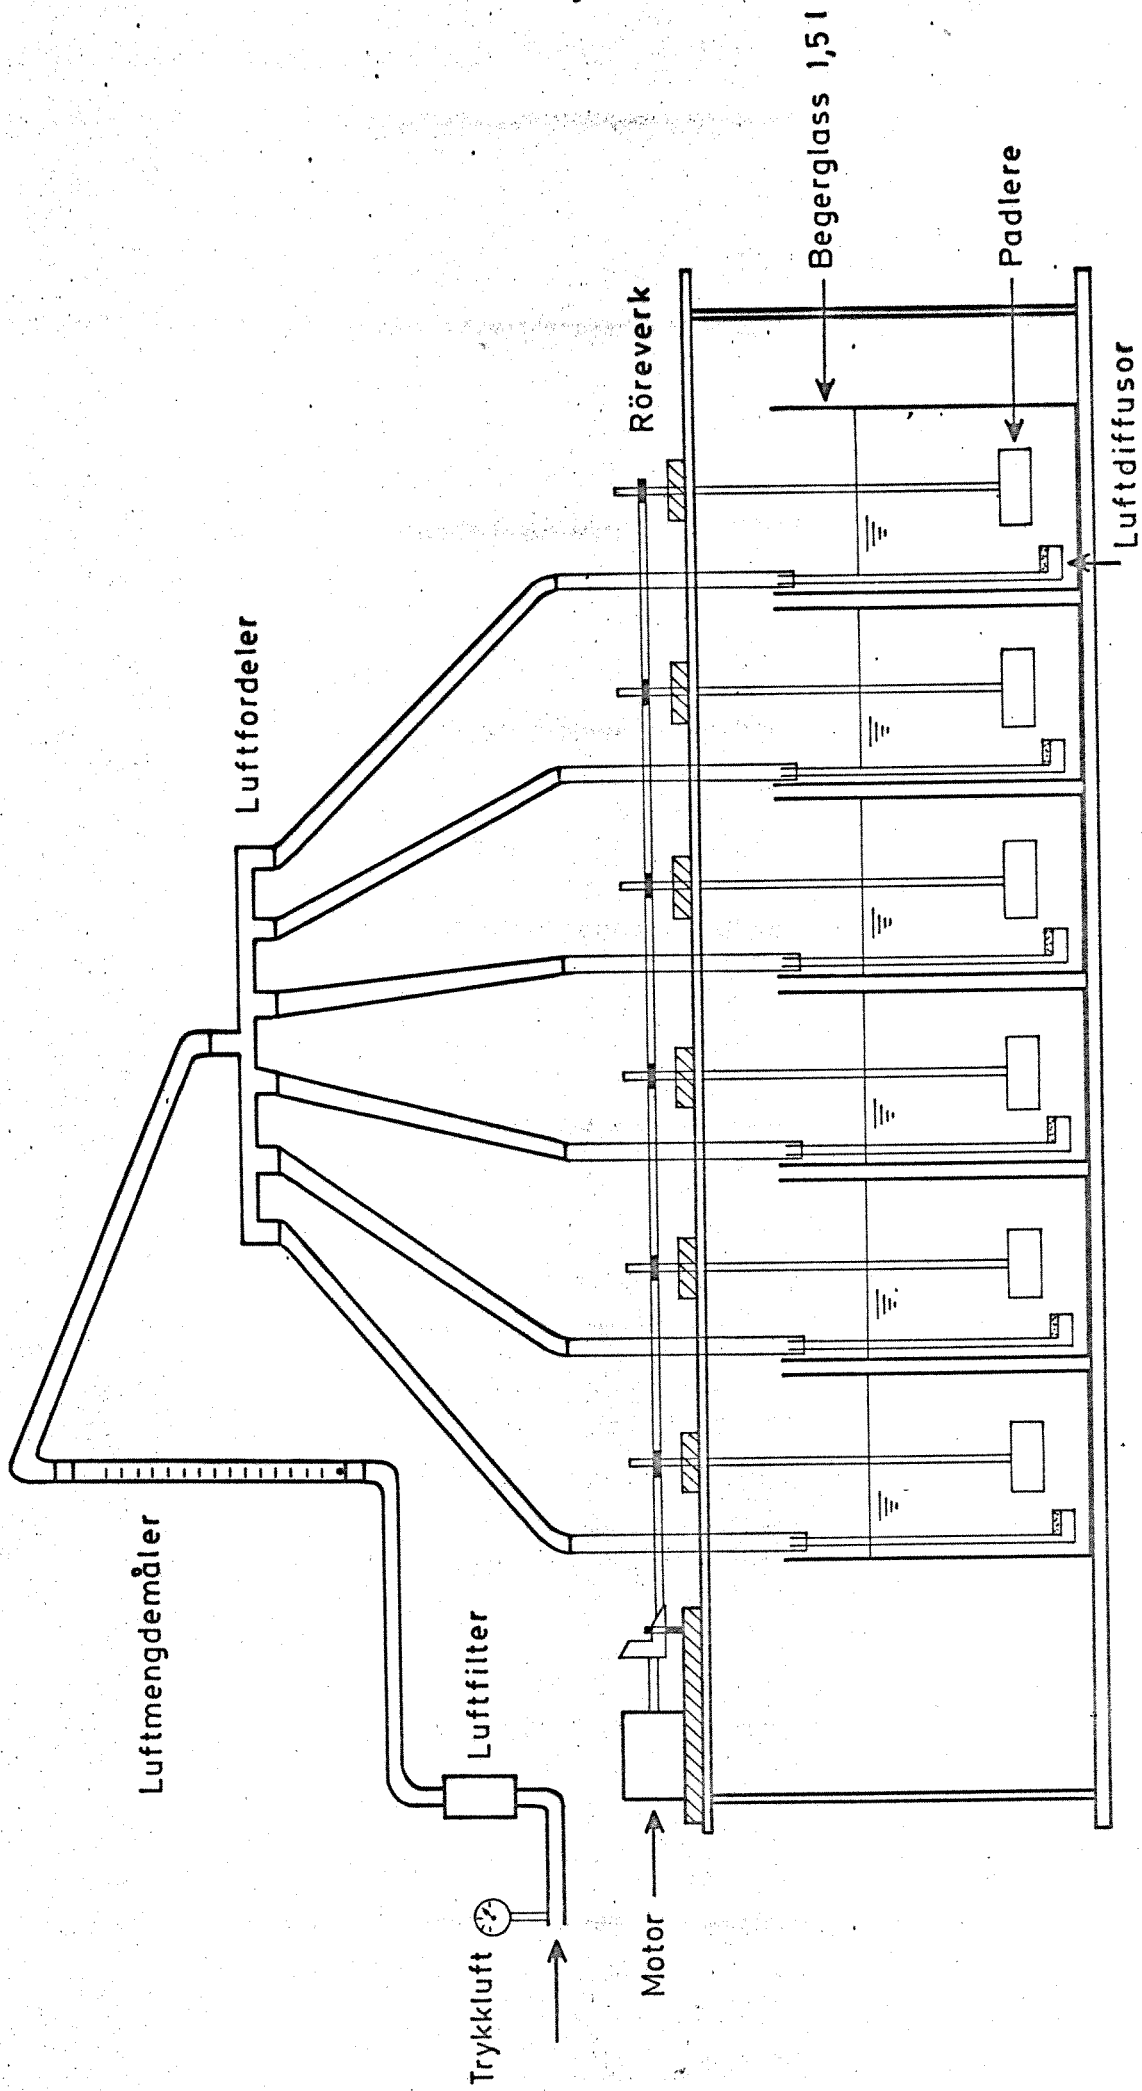 Luftmengdemåler
Luftfordeler
Luftfilter
Trykkluft
Röreverk
Motor
Begerglass 1,5 l
Padlere
Luftdiffusor